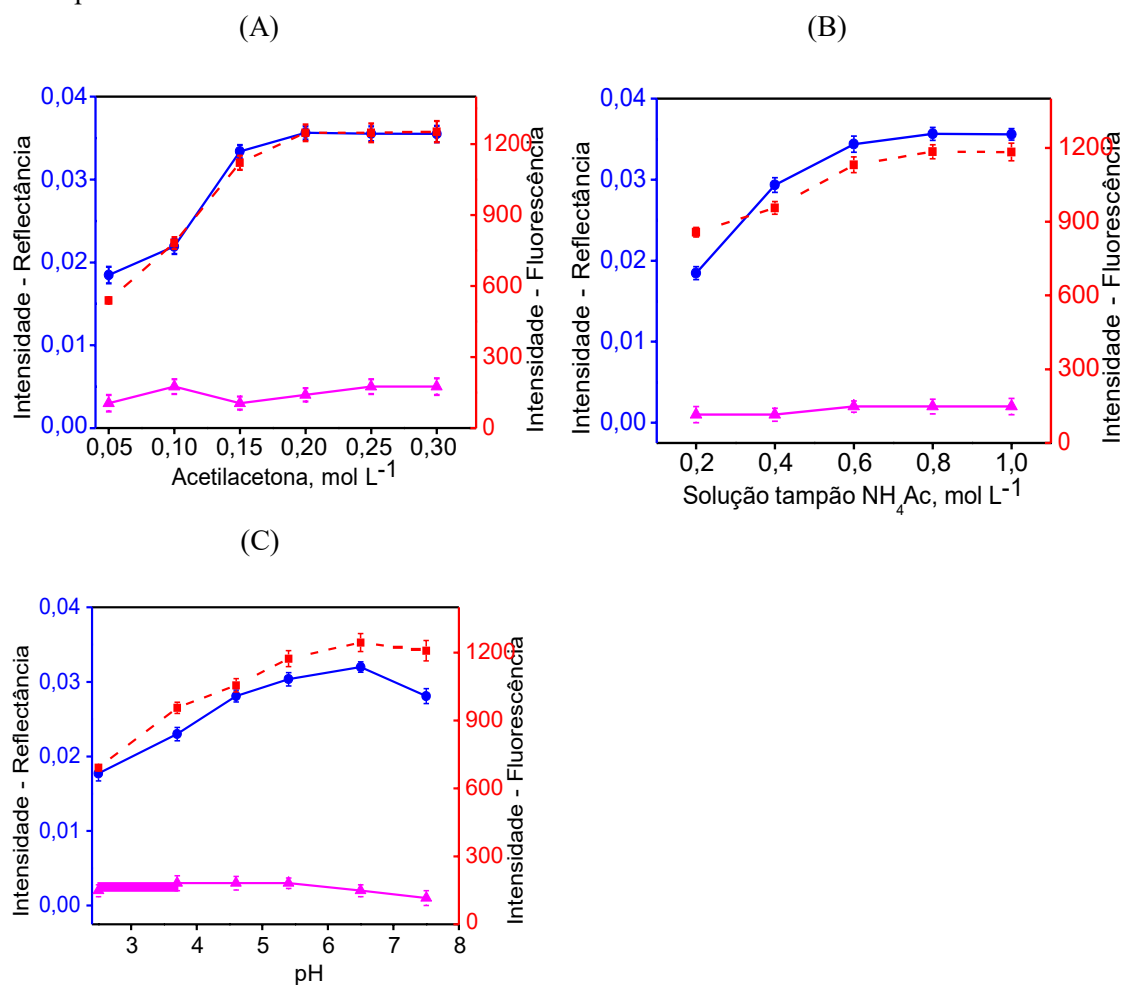 (A)
(B)
0,04
0,03
0,02
0,01
0,00
Intensidade - Reflectância
1200
900
600
300
0
Intensidade - Fluorescência
0,05 0,10 0,15 0,20 0,25 0,30
Acetilacetona, mol L-1
0,04
0,03
0,02
0,01
0,00
Intensidade - Reflectância
1200
900
600
300
0
Intensidade - Fluorescência
0,2 0,4 0,6 0,8 1,0
Solução tampão NH4Ac, mol L-1
(C)
0,04
0,03
0,02
0,01
0,00
Intensidade - Reflectância
1200
900
600
300
0
Intensidade - Fluorescência
3 4 5 6 7 8
pH